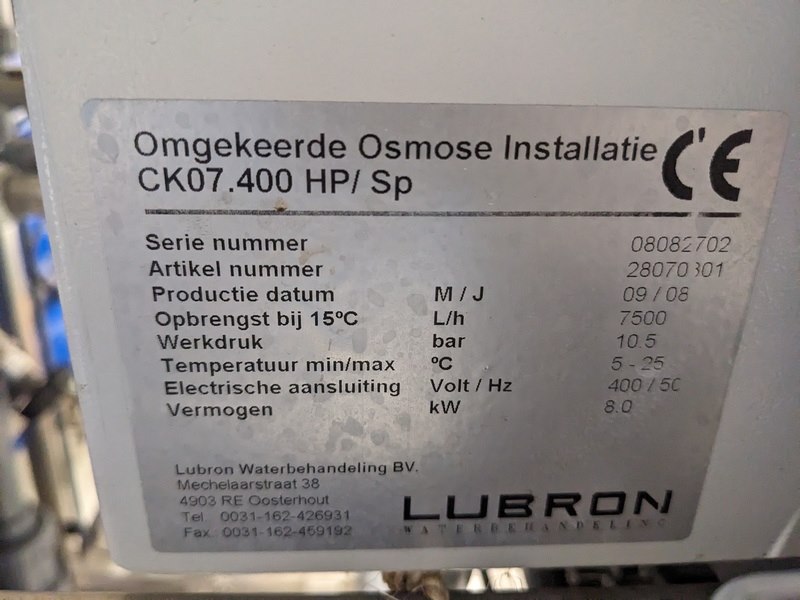 Omgekeerde Osmose Installatie CE
CK07.400 HP/ Sp
Serie nummer 08082702
Artikel nummer 28070301
Productie datum M / J 09 / 08
Opbrengst bij 15ºC L/h 7500
Werkdruk bar 10.5
Temperatuur min/max ºC 5 - 25
Electrische aansluiting Volt / Hz 400 / 50
Vermogen kW 8.0
Lubron Waterbehandeling BV.
Mechelaarstraat 38
4903 RE Oosterhout
Tel. 0031-162-426931
Fax. 0031-162-459192
LUBRON
WATERBEHANDELING